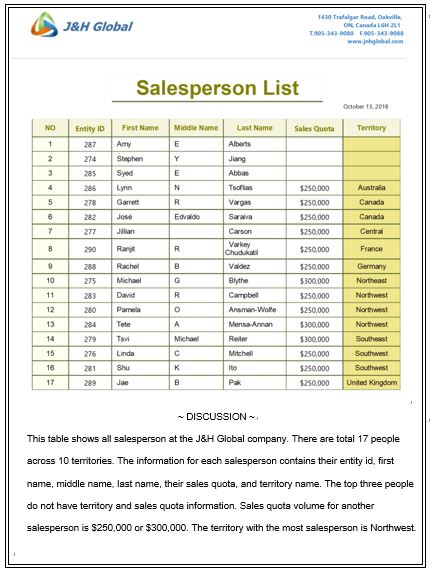 J&H Global
1430 Trafalgar Road, Oakville,
ON, Canada L6H 2L1
T.905-343-9080 F.905-343-9088
www.jnhglobal.com
Salesperson List
October 13, 2018
NO Entity ID First Name Middle Name Last Name Sales Quota Territory
1 287 Amy E Alberts
2 274 Stephen Y Jiang
3 285 Syed E Abbas
4 286 Lynn N Tsoflias $250,000 Australia
5 278 Garrett R Vargas $250,000 Canada
6 282 José Edvaldo Saraiva $250,000 Canada
7 277 Jillian Carson $250,000 Central
8 290 Ranjit R Varkey Chudukatil $250,000 France
9 288 Rachel B Valdez $250,000 Germany
10 275 Michael G Blythe $300,000 Northeast
11 283 David R Campbell $250,000 Northwest
12 280 Pamela O Ansman-Wolfe $250,000 Northwest
13 284 Tete A Mensa-Annan $300,000 Northwest
14 279 Tsvi Michael Reiter $300,000 Southeast
15 276 Linda C Mitchell $250,000 Southwest
16 281 Shu K Ito $250,000 Southwest
17 289 Jae B Pak $250,000 United Kingdom
~ DISCUSSION ~
This table shows all salesperson at the J&H Global company. There are total 17 people
across 10 territories. The information for each salesperson contains their entity id, first
name, middle name, last name, their sales quota, and territory name. The top three people
do not have territory and sales quota information. Sales quota volume for another
salesperson is $250,000 or $300,000. The territory with the most salesperson is Northwest.